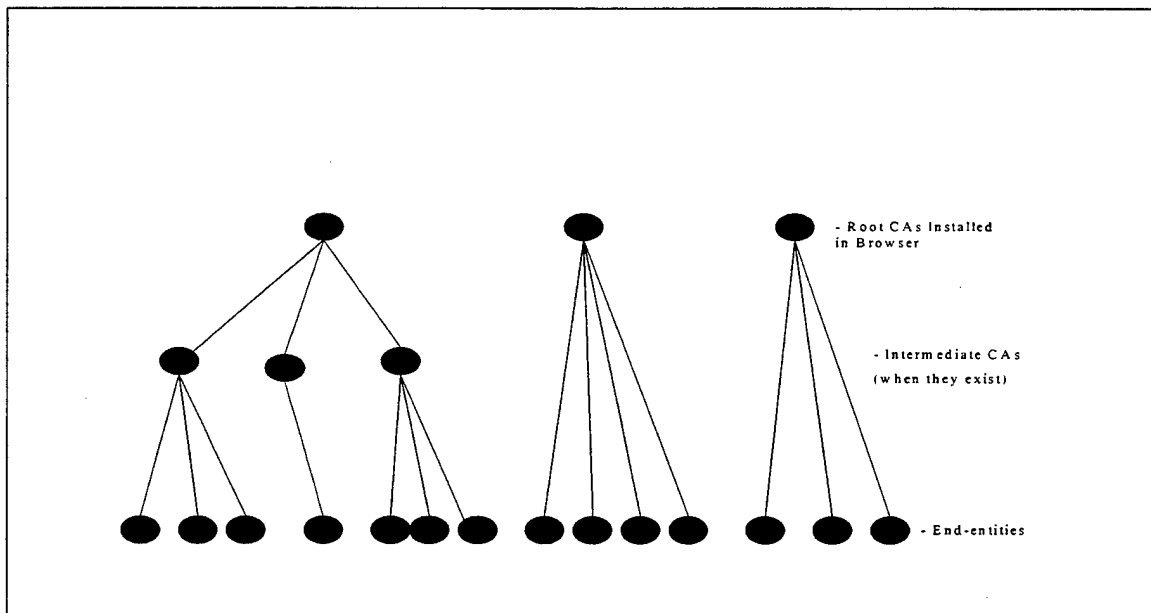 - Root CAs Installed
in Browser
- Intermediate CAs
(when they exist)
- End-entities